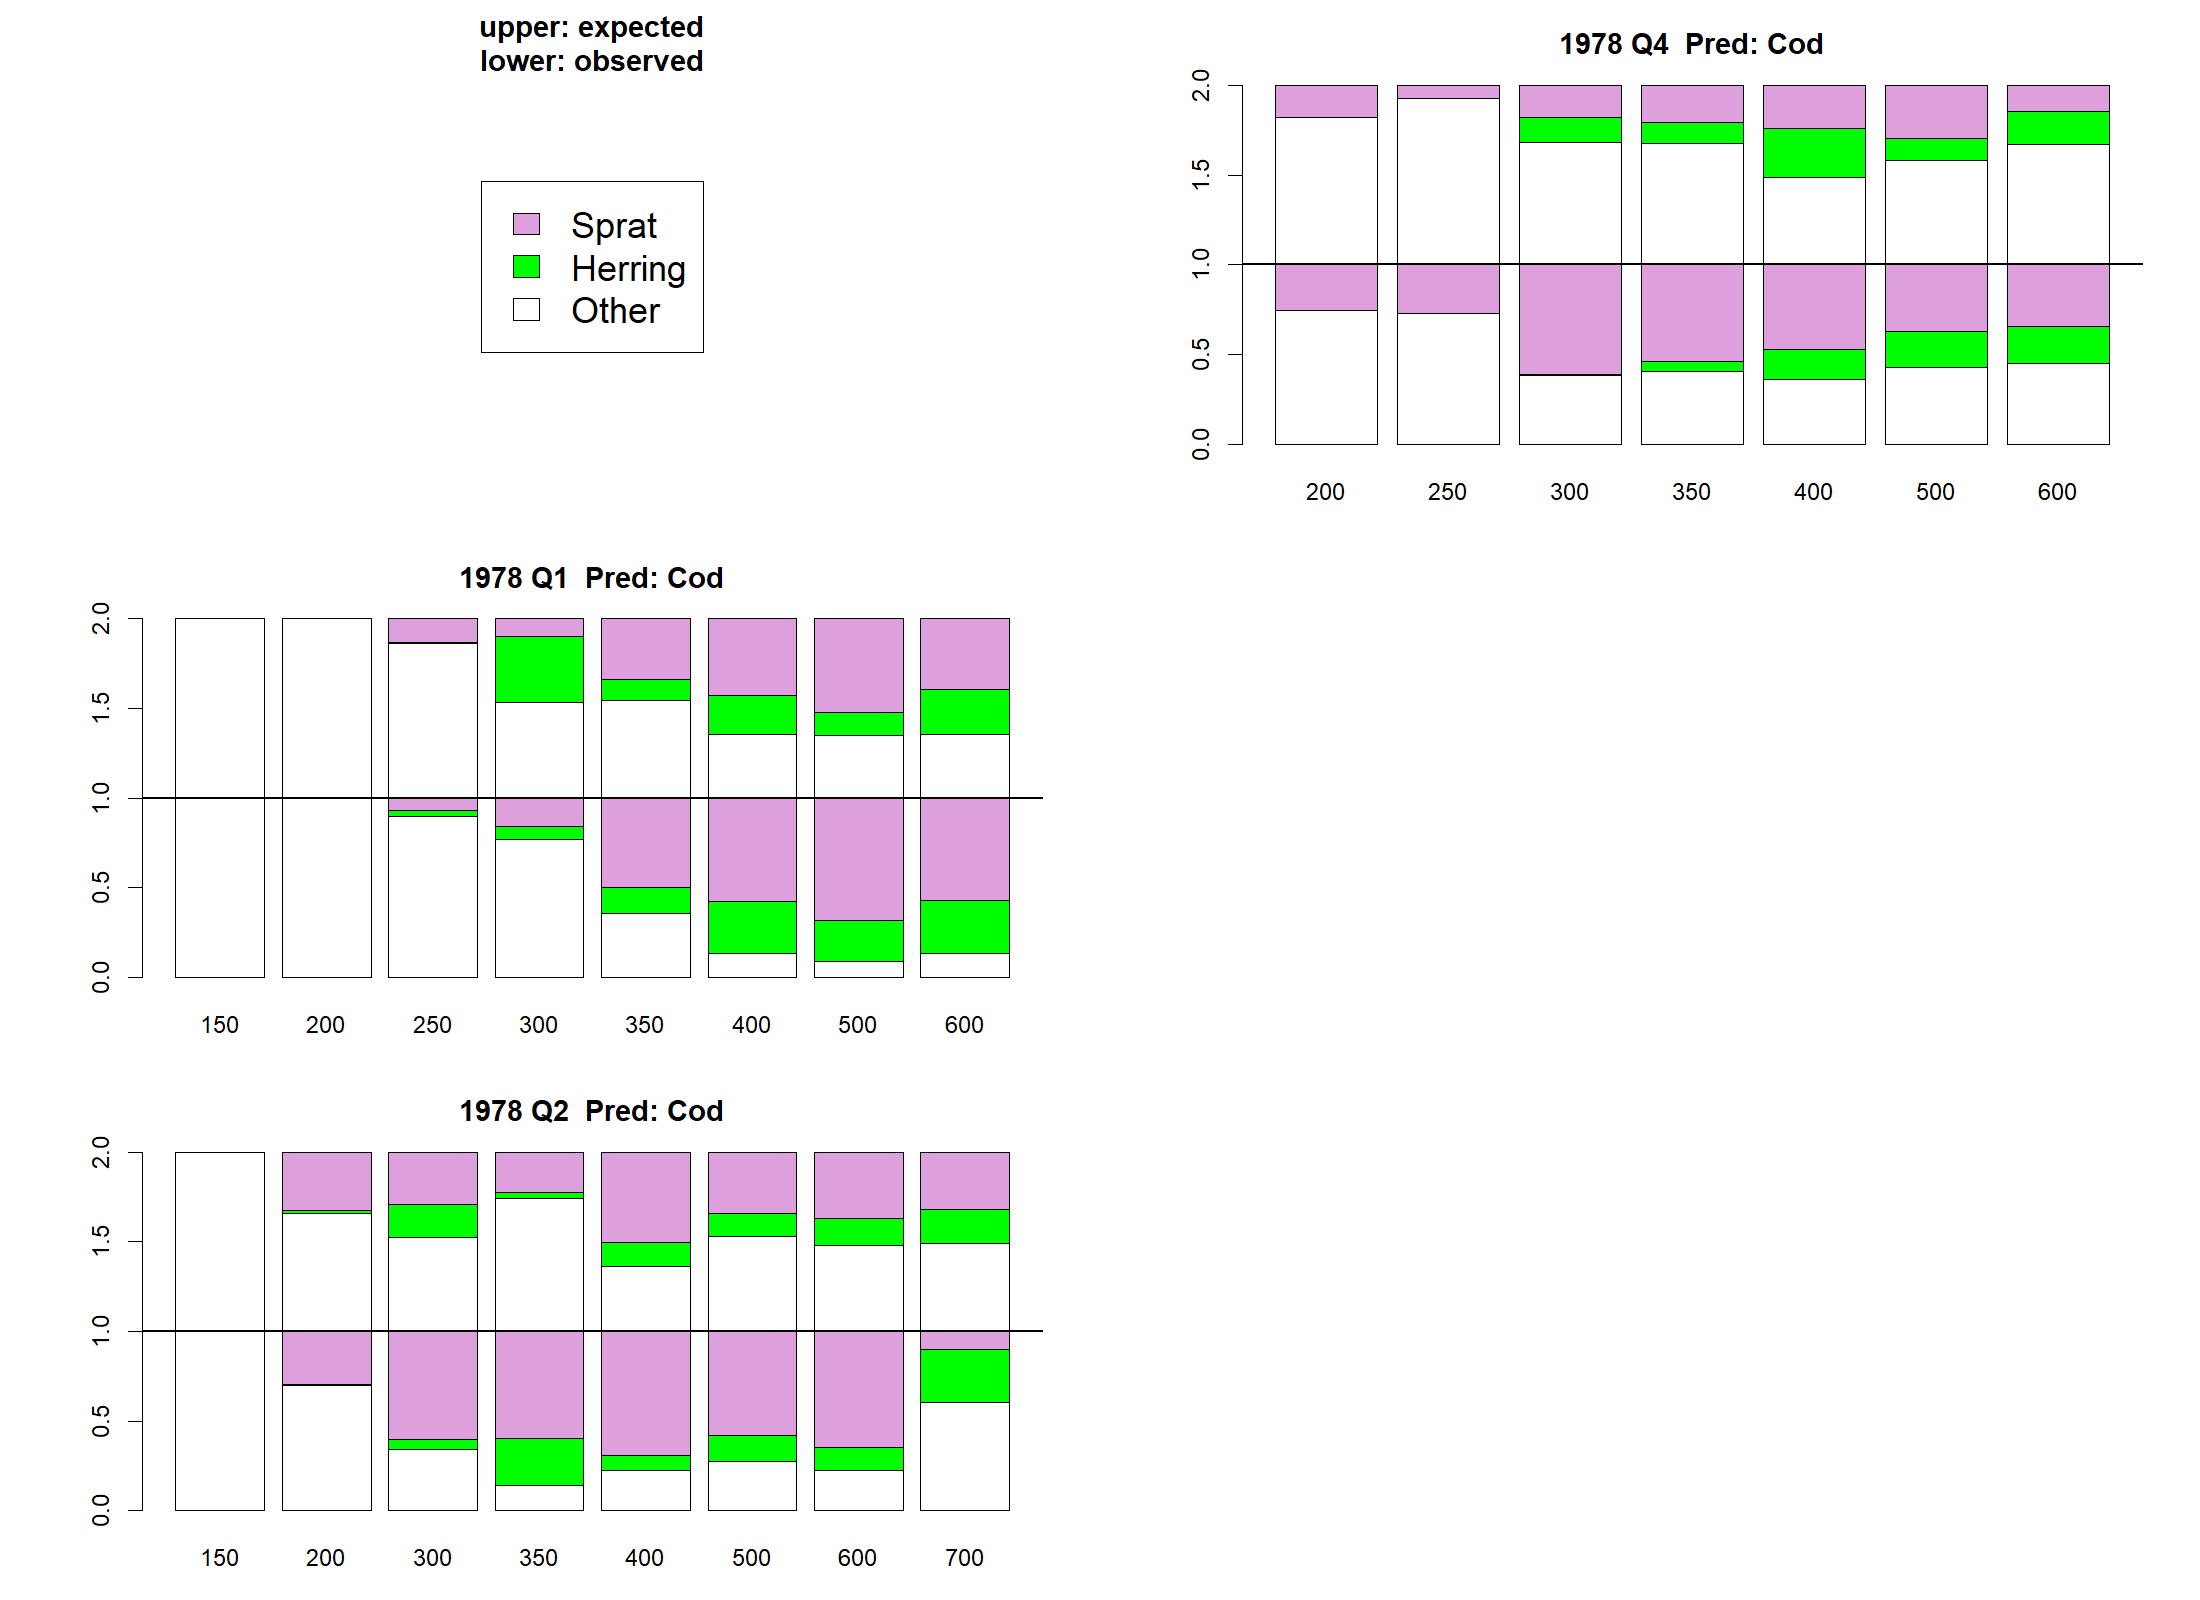 upper: expected
lower: observed
Sprat
Herring
Other
1978 Q4  Pred: Cod
2.0
1.5
1.0
0.5
0.0
200 250 300 350 400 500 600
1978 Q1  Pred: Cod
2.0
1.5
1.0
0.5
0.0
150 200 250 300 350 400 500 600
1978 Q2  Pred: Cod
2.0
1.5
1.0
0.5
0.0
150 200 300 350 400 500 600 700